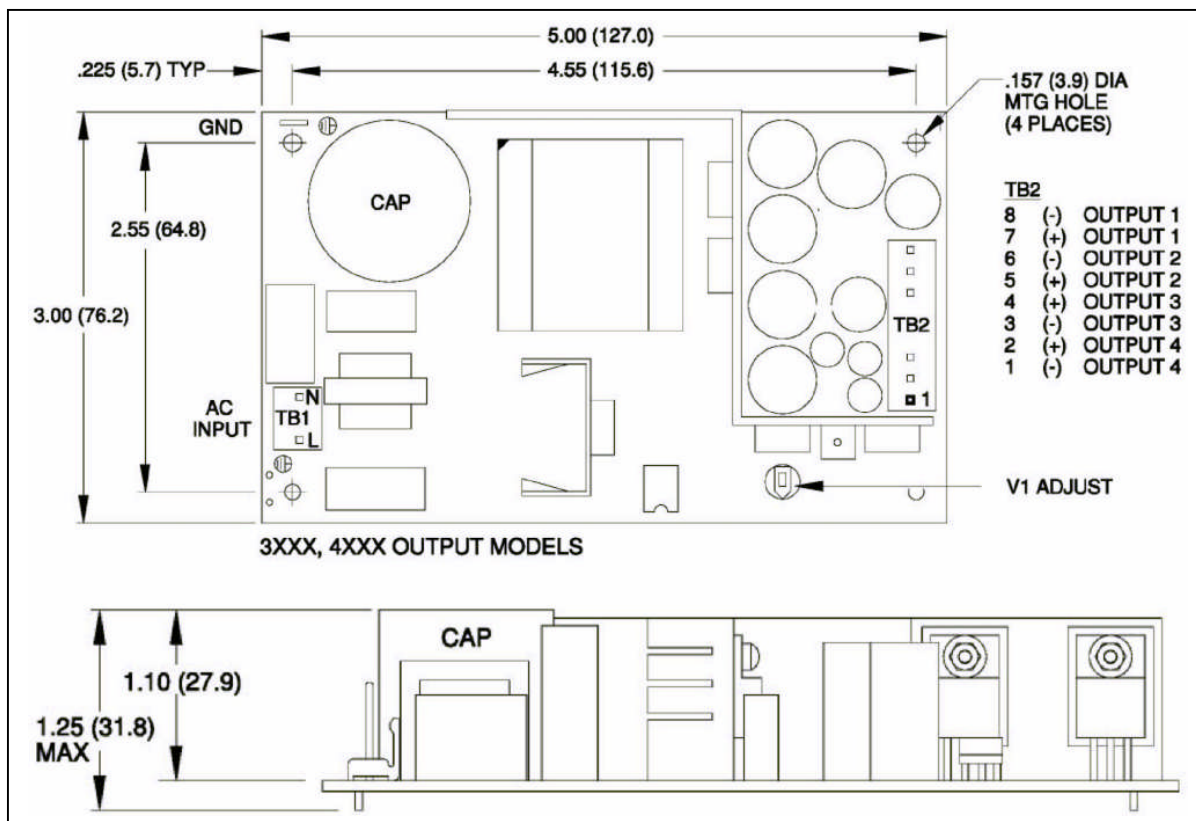 5.00 (127.0)
.225 (5.7) TYP
4.55 (115.6)
.157 (3.9) DIA
MTG HOLE
(4 PLACES)
GND
CAP
2.55 (64.8)
3.00 (76.2)
TB2
8 (-) OUTPUT 1
7 (+) OUTPUT 1
6 (-) OUTPUT 2
5 (+) OUTPUT 2
4 (+) OUTPUT 3
3 (-) OUTPUT 3
2 (+) OUTPUT 4
1 (-) OUTPUT 4
TB2
1
AC
INPUT
N
TB1
L
V1 ADJUST
3XXX, 4XXX OUTPUT MODELS
CAP
1.10 (27.9)
1.25 (31.8)
MAX